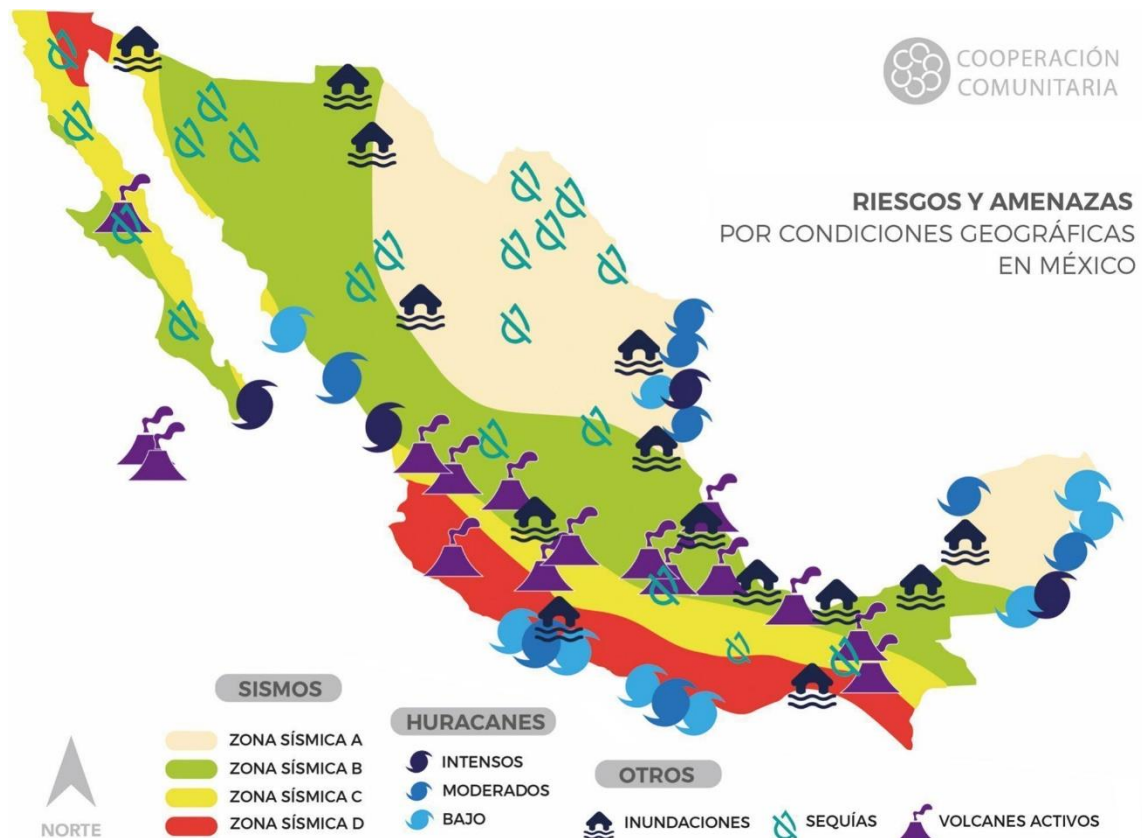 COOPERACIÓN
COMUNITARIA
RIESGOS Y AMENAZAS
POR CONDICIONES GEOGRÁFICAS
EN MÉXICO
SISMOS
ZONA SÍSMICA A
ZONA SÍSMICA B
ZONA SÍSMICA C
ZONA SÍSMICA D
HURACANES
INTENSOS
MODERADOS
BAJO
OTROS
INUNDACIONES
SEQUÍAS
VOLCANES ACTIVOS
NORTE